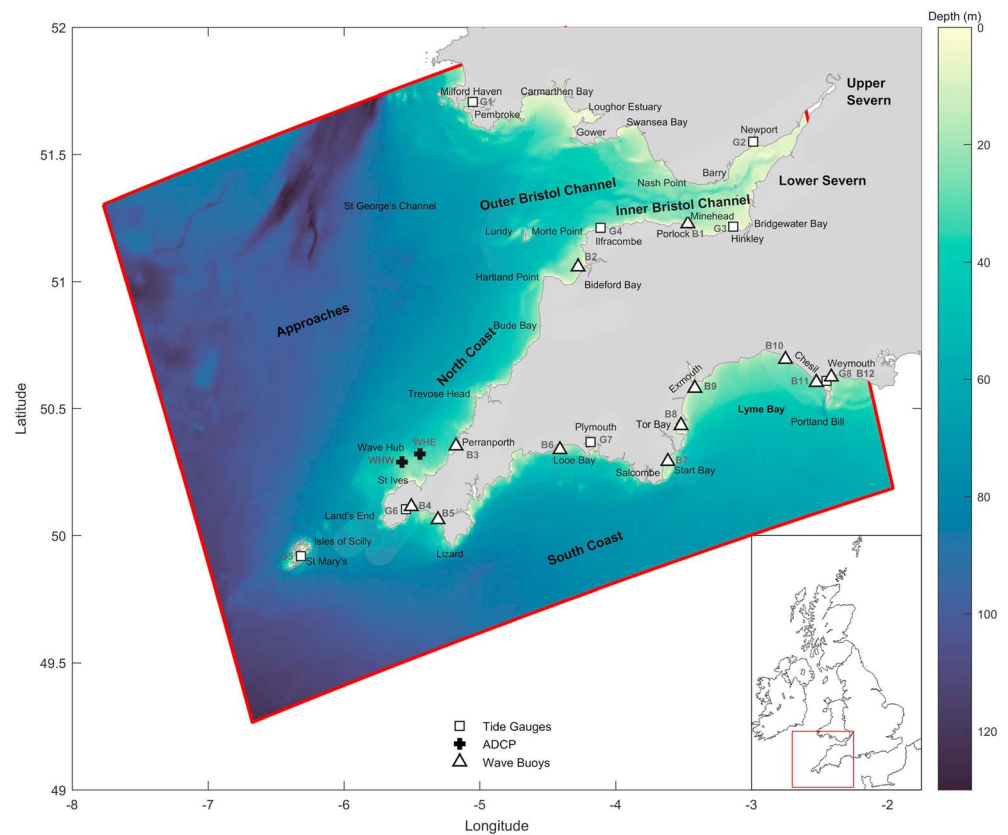 Depth (m)
52
51.5
51
50.5
50
49.5
49
Latitude
-8
-7
-6
-5
-4
-3
-2
Longitude
0
20
40
60
80
100
120
Milford Haven
G1
Pembroke
Carmarthen Bay
Loughor Estuary
Gower
Swansea Bay
Upper
Severn
Newport
G2
Barry
Nash Point
Lower Severn
St George's Channel
Outer Bristol Channel
Inner Bristol Channel
Minehead
Bridgewater Bay
Lundy
Morte Point
G4
Ilfracombe
Porlock B1
G3
Hinkley
B2
Hartland Point
Bideford Bay
Approaches
Bude Bay
North Coast
Trevose Head
B10
Chesil
Weymouth
G8 B12
B11
Exmouth
B9
Lyme Bay
Portland Bill
B8
Tor Bay
Plymouth
G7
B6
Looe Bay
Salcombe
B7
Start Bay
Wave Hub
WHE
WHW
Perranporth
B3
St Ives
G6
B4
B5
Land's End
Lizard
Isles of Scilly
St Mary's
South Coast
Tide Gauges
ADCP
Wave Buoys